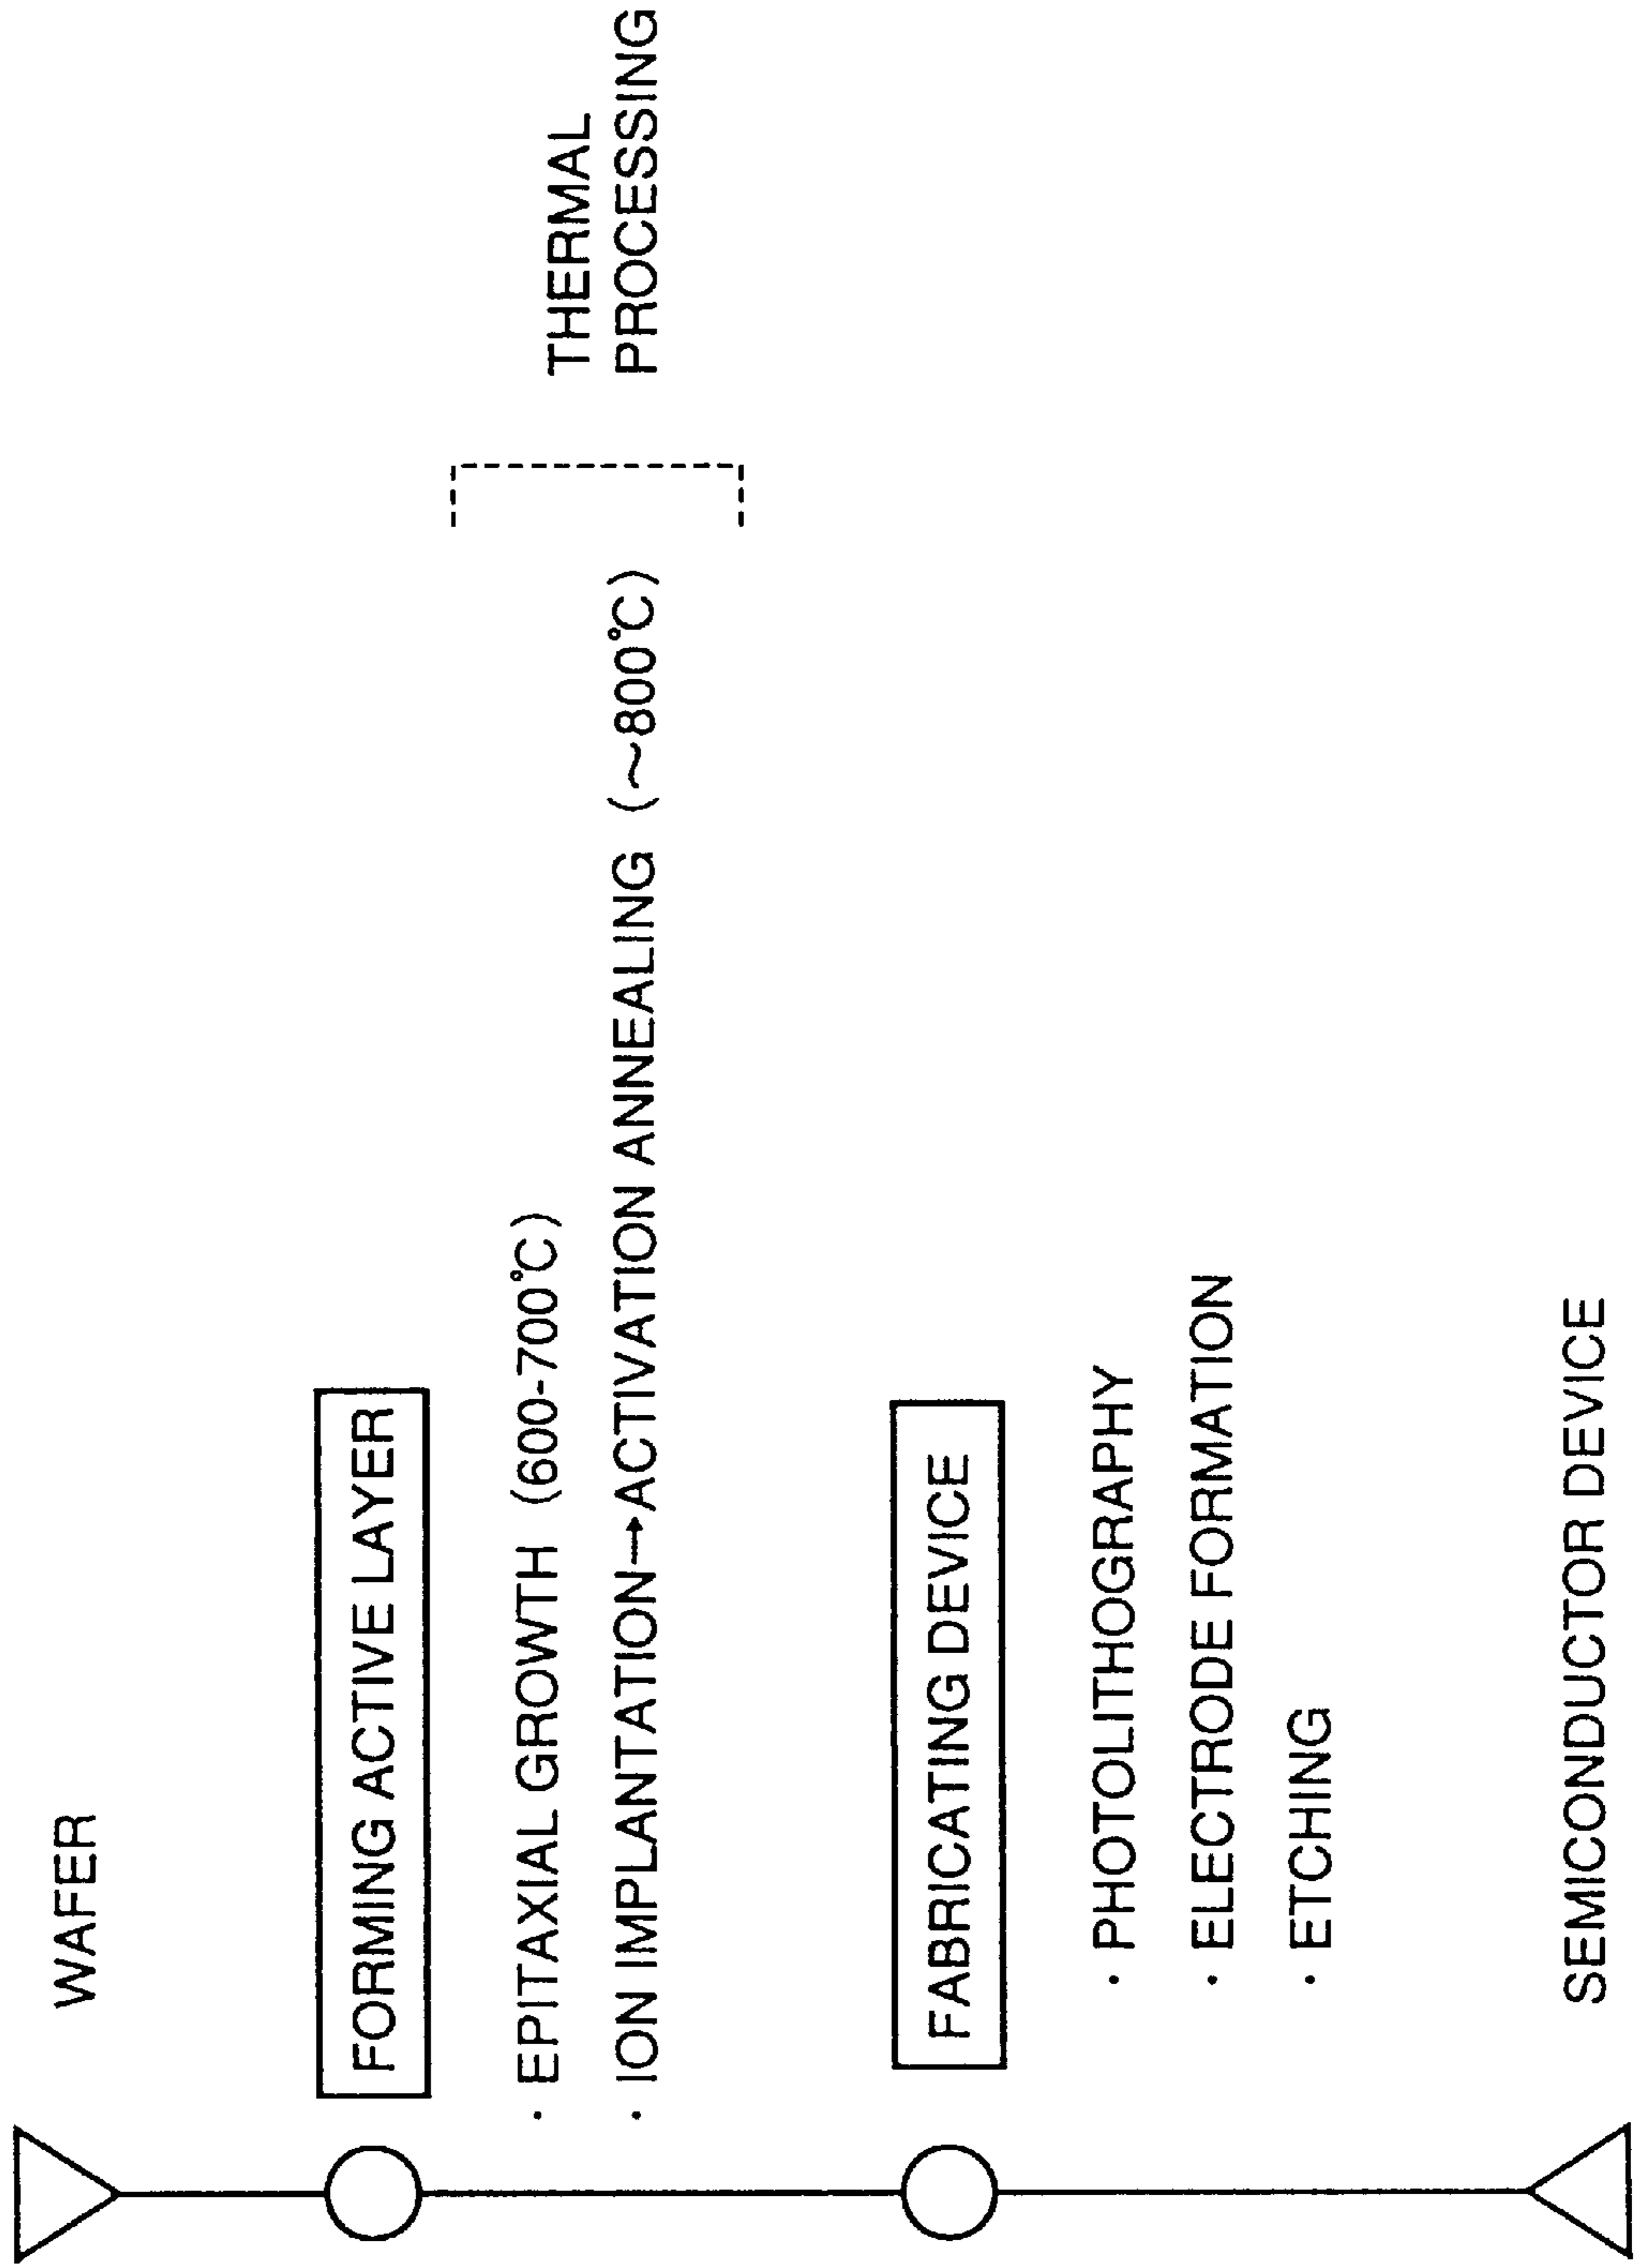 WAFER
FORMING ACTIVE LAYER
· EPITAXIAL GROWTH (600-700℃)
· ION IMPLANTATION→ACTIVATION ANNEALING (~800℃)
THERMAL
PROCESSING
FABRICATING DEVICE
· PHOTOLITHOGRAPHY
· ELECTRODE FORMATION
· ETCHING
SEMICONDUCTOR DEVICE